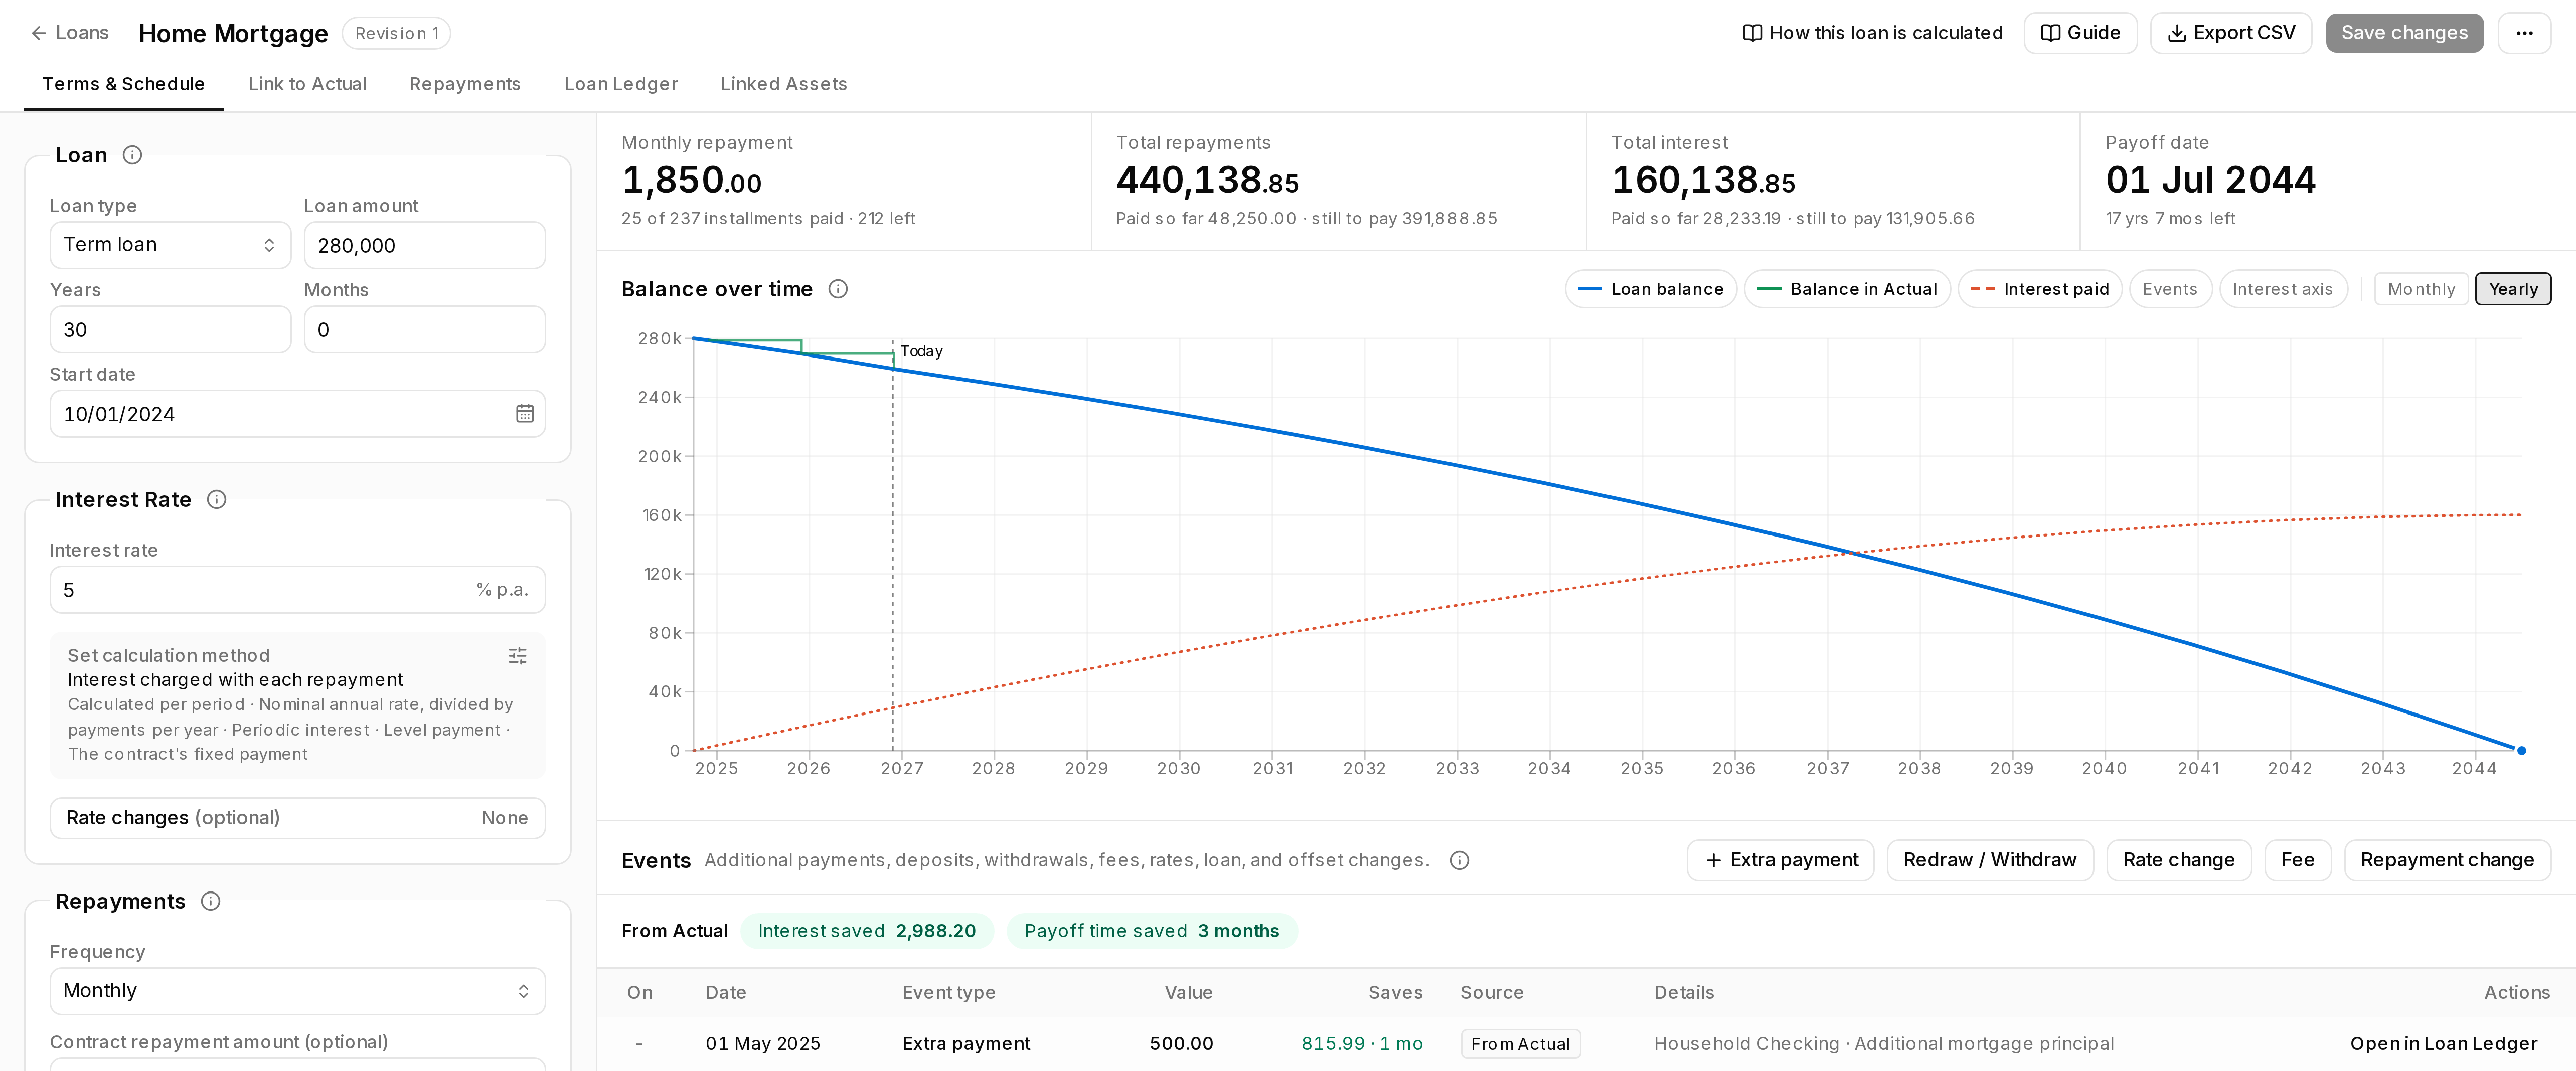 Loans
Home Mortgage
Revision 1
How this loan is calculated
Guide
Export CSV
Save changes
Terms & Schedule
Link to Actual
Repayments
Loan Ledger
Linked Assets
Loan
Loan type
Loan amount
Term loan
280,000
Years
Months
30
0
Start date
10/01/2024
Interest Rate
Interest rate
5
% p.a.
Set calculation method
Interest charged with each repayment
Calculated per period · Nominal annual rate, divided by
payments per year · Periodic interest · Level payment ·
The contract's fixed payment
Rate changes (optional)
None
Repayments
Frequency
Monthly
Contract repayment amount (optional)
Monthly repayment
1,850.00
25 of 237 installments paid · 212 left
Total repayments
440,138.85
Paid so far 48,250.00 · still to pay 391,888.85
Total interest
160,138.85
Paid so far 28,233.19 · still to pay 131,905.66
Payoff date
01 Jul 2044
17 yrs 7 mos left
Balance over time
Loan balance
Balance in Actual
Interest paid
Events
Interest axis
Monthly
Yearly
280k
240k
200k
160k
120k
80k
40k
0
Today
2025 2026 2027 2028 2029 2030 2031 2032 2033 2034 2035 2036 2037 2038 2039 2040 2041 2042 2043 2044
Events
Additional payments, deposits, withdrawals, fees, rates, loan, and offset changes.
Extra payment
Redraw / Withdraw
Rate change
Fee
Repayment change
From Actual
Interest saved 2,988.20
Payoff time saved 3 months
On Date Event type Value Saves Source Details Actions
- 01 May 2025 Extra payment 500.00 815.99 · 1 mo From Actual Household Checking · Additional mortgage principal Open in Loan Ledger